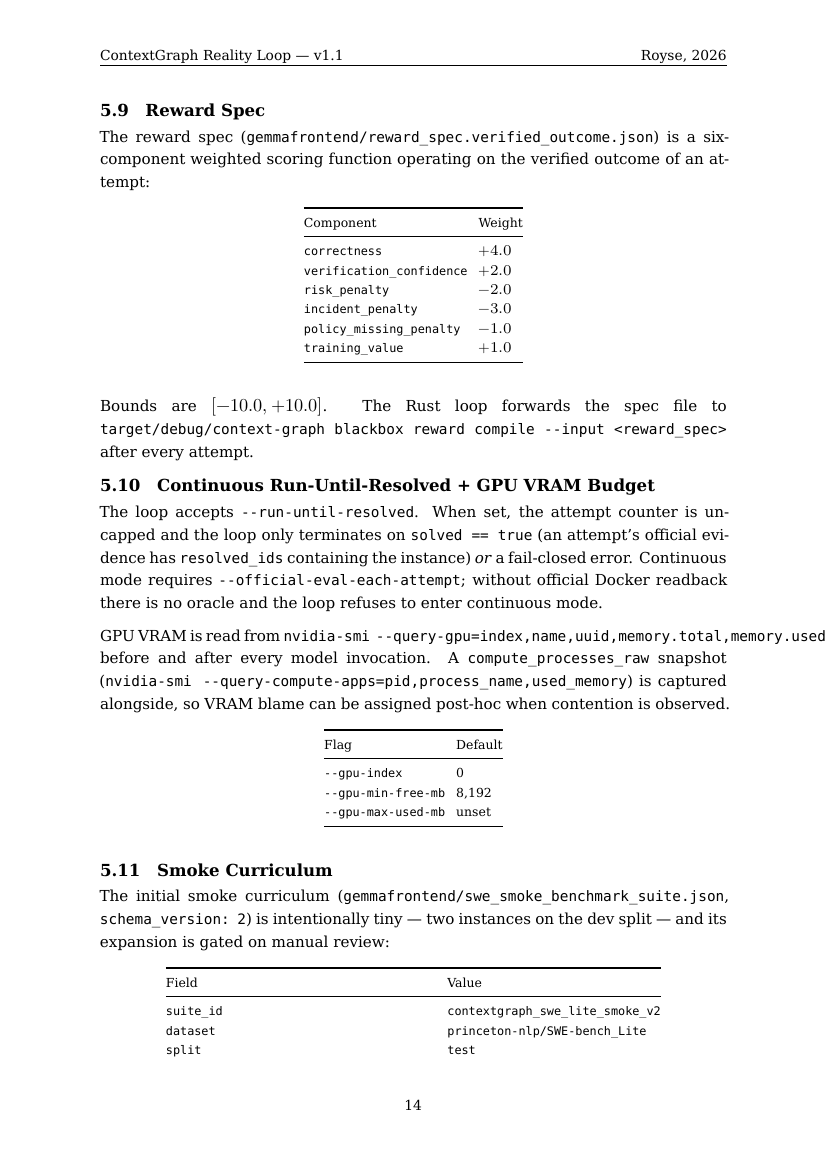 ContextGraph Reality Loop — v1.1 Royse, 2026
5.9 Reward Spec
The reward spec (gemmafrontend/reward_spec.verified_outcome.json) is a six-
component weighted scoring function operating on the verified outcome of an at-
tempt:
Component Weight
correctness +4.0
verification_confidence +2.0
risk_penalty −2.0
incident_penalty −3.0
policy_missing_penalty −1.0
training_value +1.0
Bounds are [−10.0, +10.0]. The Rust loop forwards the spec file to
target/debug/context-graph blackbox reward compile --input <reward_spec>
after every attempt.
5.10 Continuous Run-Until-Resolved + GPU VRAM Budget
The loop accepts --run-until-resolved. When set, the attempt counter is un-
capped and the loop only terminates on solved == true (an attempt’s official evi-
dence has resolved_ids containing the instance) or a fail-closed error. Continuous
mode requires --official-eval-each-attempt; without official Docker readback
there is no oracle and the loop refuses to enter continuous mode.
GPU VRAM is read from nvidia-smi --query-gpu=index,name,uuid,memory.total,memory.used
before and after every model invocation. A compute_processes_raw snapshot
(nvidia-smi --query-compute-apps=pid,process_name,used_memory) is captured
alongside, so VRAM blame can be assigned post-hoc when contention is observed.
Flag Default
--gpu-index 0
--gpu-min-free-mb 8,192
--gpu-max-used-mb unset
5.11 Smoke Curriculum
The initial smoke curriculum (gemmafrontend/swe_smoke_benchmark_suite.json,
schema_version: 2) is intentionally tiny — two instances on the dev split — and its
expansion is gated on manual review:
Field Value
suite_id contextgraph_swe_lite_smoke_v2
dataset princeton-nlp/SWE-bench_Lite
split test
14